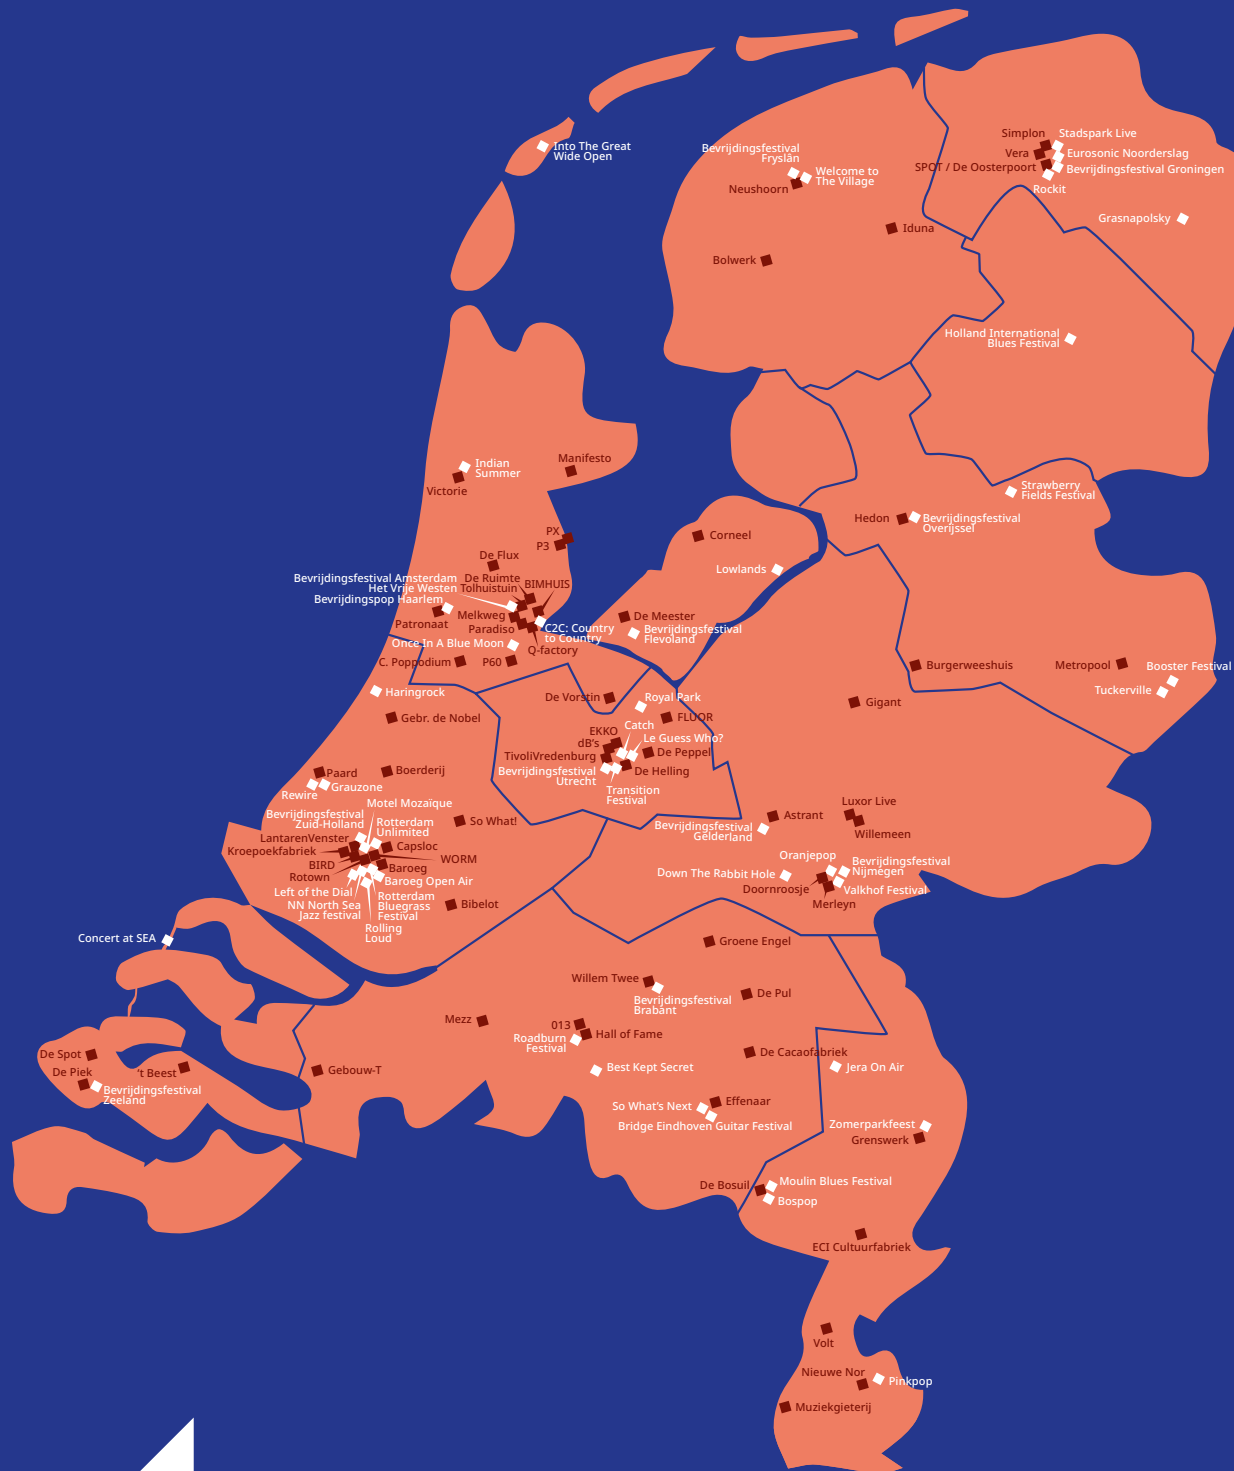 Into The Great
Wide Open
Bevrijdingsfestival
Fryslân
Welcome to
The Village
Neushoorn
Simplon
Stadspark Live
Vera
Eurosonic Noorderslag
SPOT / De Oosterpoort
Bevrijdingsfestival Groningen
Rockit
Grasnapolsky
Iduna
Bolwerk
Holland International
Blues Festival
Indian
Summer
Victorie
Manifesto
Strawberry
Fields Festival
Hedon
Bevrijdingsfestival
Overijssel
PX
P3
Corneel
Lowlands
De Flux
Bevrijdingsfestival Amsterdam
Het Vrije Westen
Bevrijdingspop Haarlem
De Ruimte
Tolhuistuin
BIMHUIS
Patronaat
Melkweg
Paradiso
C2C: Country
to Country
Once In A Blue Moon
Q-factory
De Meester
Bevrijdingsfestival
Flevoland
C. Poppodium
P60
Haringrock
Gebr. de Nobel
De Vorstin
Royal Park
FLUOR
Catch
EKKO
dB's
Le Guess Who?
TivoliVredenburg
De Peppel
Bevrijdingsfestival
Utrecht
De Helling
Transition
Festival
Burgerweeshuis
Metropool
Booster Festival
Tuckerville
Gigant
Paard
Boerderij
Rewire
Grauzone
Motel Mozaïque
Bevrijdingsfestival
Zuid-Holland
Rotterdam
Unlimited
So What!
LantarenVenster
Capsloc
Kroepoekfabriek
WORM
BIRD
Baroeg
Rotown
Baroeg Open Air
Left of the Dial
NN North Sea
Jazz festival
Rotterdam
Bluegrass
Festival
Rolling
Loud
Bibelot
Astrant
Bevrijdingsfestival
Gelderland
Luxor Live
Willemeen
Oranjepop
Bevrijdingsfestival
Nijmegen
Down The Rabbit Hole
Doornroosje
Valkhof Festival
Merleyn
Concert at SEA
Groene Engel
Willem Twee
Bevrijdingsfestival
Brabant
De Pul
Mezz
013
Hall of Fame
Roadburn
Festival
De Cacaofabriek
Jera On Air
Best Kept Secret
De Spot
De Piek
't Beest
Bevrijdingsfestival
Zeeland
Gebouw-T
Effenaar
So What's Next
Bridge Eindhoven Guitar Festival
Zomerparkfeest
Grenswerk
De Bosuil
Moulin Blues Festival
Bospop
ECI Cultuurfabriek
Volt
Nieuwe Nor
Pinkpop
Muziekgieterij